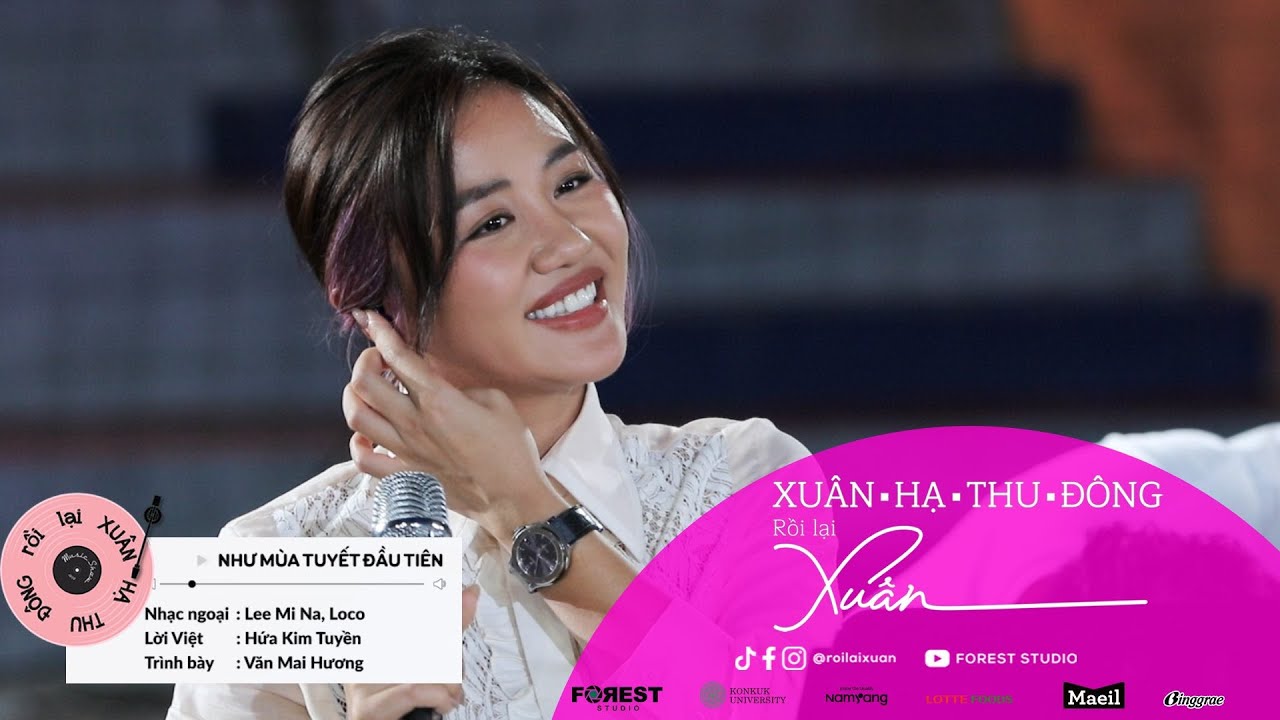 rồi lại XUÂN HẠ THU ĐÔNG
NHƯ MÙA TUYẾT ĐẦU TIÊN
Nhạc ngoại : Lee Mi Na, Loco
Lời Việt : Hứa Kim Tuyền
Trình bày : Văn Mai Hương
XUÂN▪HẠ▪THU▪ĐÔNG
Rồi lại
Xuân
@roilaixuan FOREST STUDIO
FOREST
STUDIO
KONKUK
UNIVERSITY
Namyang
LOTTE FOODS
Maeil
Binggrae